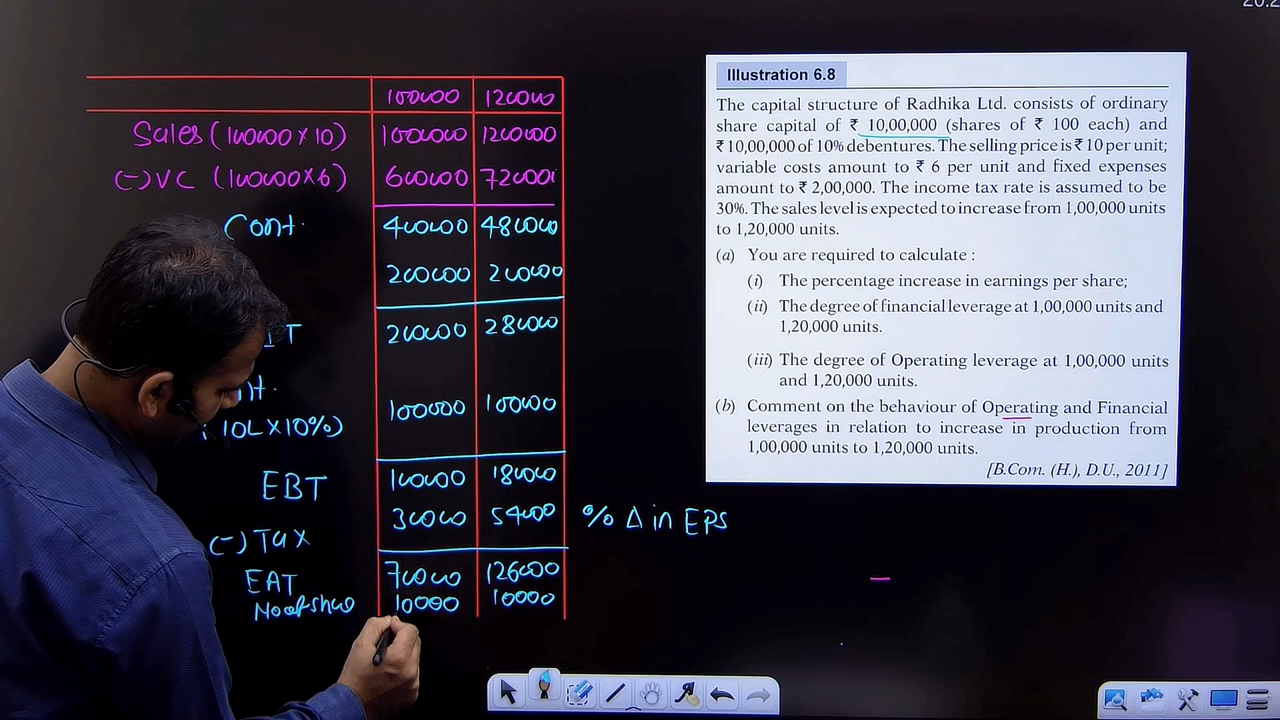 20.2
100000 120000
Sales (100000×10) 1000000 1200000
(-) VC (100000×6) 600000 720000
Cont. 400000 480000
200000 200000
IT 200000 280000
nt.
(10L×10%) 100000 100000
EBT 100000 180000
(-) Tax 30000 54000
EAT 70000 126000
No of share 10000 10000
% Δ in EPS
Illustration 6.8
The capital structure of Radhika Ltd. consists of ordinary
share capital of ₹ 10,00,000 (shares of ₹ 100 each) and
₹ 10,00,000 of 10% debentures. The selling price is ₹ 10 per unit;
variable costs amount to ₹ 6 per unit and fixed expenses
amount to ₹ 2,00,000. The income tax rate is assumed to be
30%. The sales level is expected to increase from 1,00,000 units
to 1,20,000 units.
(a) You are required to calculate :
(i) The percentage increase in earnings per share;
(ii) The degree of financial leverage at 1,00,000 units and
1,20,000 units.
(iii) The degree of Operating leverage at 1,00,000 units
and 1,20,000 units.
(b) Comment on the behaviour of Operating and Financial
leverages in relation to increase in production from
1,00,000 units to 1,20,000 units.
[B.Com. (H.), D.U., 2011]